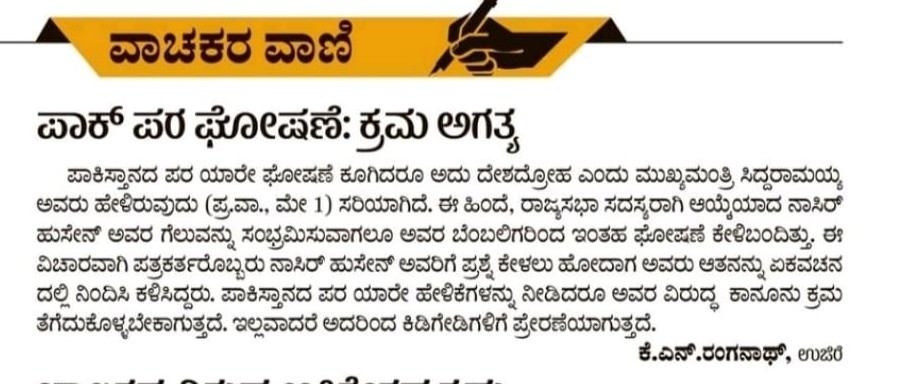 ವಾಚಕರ ವಾಣಿ
ಪಾಕ್ ಪರ ಘೋಷಣೆ: ಕ್ರಮ ಅಗತ್ಯ
ಪಾಕಿಸ್ತಾನದ ಪರ ಯಾರೇ ಘೋಷಣೆ ಕೂಗಿದರೂ ಅದು ದೇಶದ್ರೋಹ ಎಂದು ಮುಖ್ಯಮಂತ್ರಿ ಸಿದ್ದರಾಮಯ್ಯ
ಅವರು ಹೇಳಿರುವುದು (ಪ್ರ.ವಾ., ಮೇ 1) ಸರಿಯಾಗಿದೆ. ಈ ಹಿಂದೆ, ರಾಜ್ಯಸಭಾ ಸದಸ್ಯರಾಗಿ ಆಯ್ಕೆಯಾದ ನಾಸಿರ್
ಹುಸೇನ್ ಅವರ ಗೆಲುವನ್ನು ಸಂಭ್ರಮಿಸುವಾಗಲೂ ಅವರ ಬೆಂಬಲಿಗರಿಂದ ಇಂತಹ ಘೋಷಣೆ ಕೇಳಿಬಂದಿತ್ತು. ಈ
ವಿಚಾರವಾಗಿ ಪತ್ರಕರ್ತರೊಬ್ಬರು ನಾಸಿರ್ ಹುಸೇನ್ ಅವರಿಗೆ ಪ್ರಶ್ನೆ ಕೇಳಲು ಹೋದಾಗ ಅವರು ಆತನನ್ನು ಏಕವಚನ
ದಲ್ಲಿ ನಿಂದಿಸಿ ಕಳಿಸಿದ್ದರು. ಪಾಕಿಸ್ತಾನದ ಪರ ಯಾರೇ ಹೇಳಿಕೆಗಳನ್ನು ನೀಡಿದರೂ ಅವರ ವಿರುದ್ಧ ಕಾನೂನು ಕ್ರಮ
ತೆಗೆದುಕೊಳ್ಳಬೇಕಾಗುತ್ತದೆ. ಇಲ್ಲವಾದರೆ ಅದರಿಂದ ಕಿಡಿಗೇಡಿಗಳಿಗೆ ಪ್ರೇರಣೆಯಾಗುತ್ತದೆ.
ಕೆ.ಎನ್.ರಂಗನಾಥ್, ಉಜಿರೆ